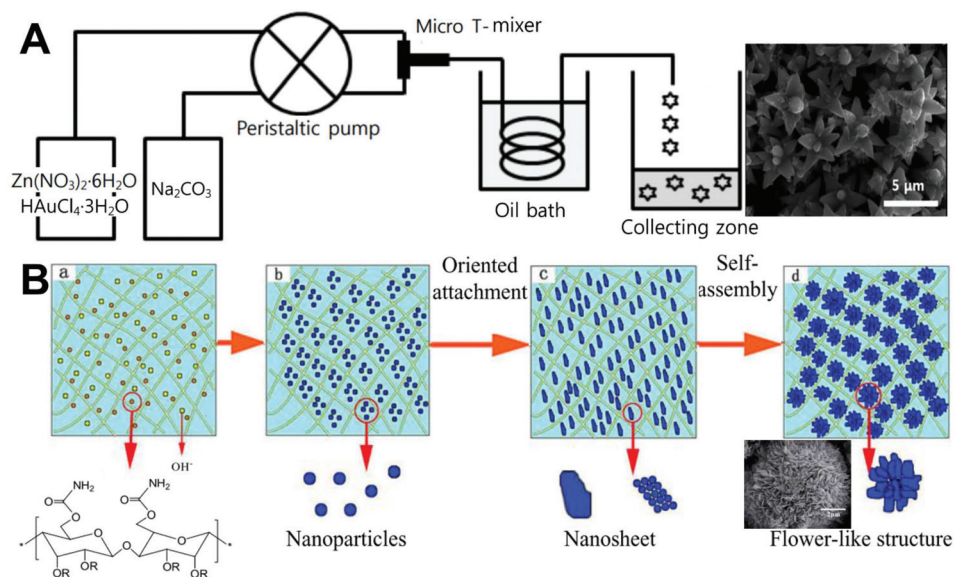 A
Micro T-mixer
Peristaltic pump
Zn(NO₃)₂·6H₂O
HAuCl₄·3H₂O
Na₂CO₃
Oil bath
Collecting zone
5 μm
B
a
b
Oriented
attachment
c
Self-
assembly
d
OH⁻
NH₂
NH₂
O
O
O
O
O
O
O
O
*
*
OR
OR
OR
OR
Nanoparticles
Nanosheet
2μm
Flower-like structure